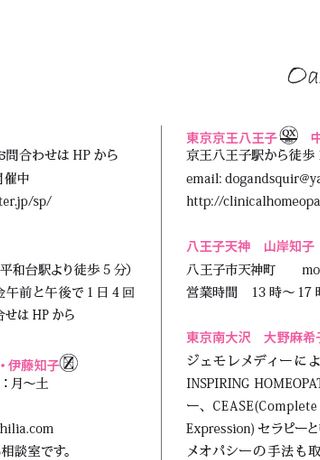 Oa
お問合わせは HP から
開催中
ter.jp/sp/
平和台駅より徒歩 5 分）
金午前と午後で 1 日 4 回
合せは HP から
・伊藤知子
：月〜土
hilia.com
相談室です。
東京京王八王子 QX 中
京王八王子駅から徒歩 1
email: dogandsquir@ya
http://clinicalhomeopa
八王子天神　山岸知子
八王子市天神町　　mo
営業時間　13 時〜 17 時
東京南大沢　大野麻希子
ジェモレメディーによ
INSPIRING HOMEOPAT
ー、CEASE(Complete
Expression) セラピーと
メオパシーの手法も取